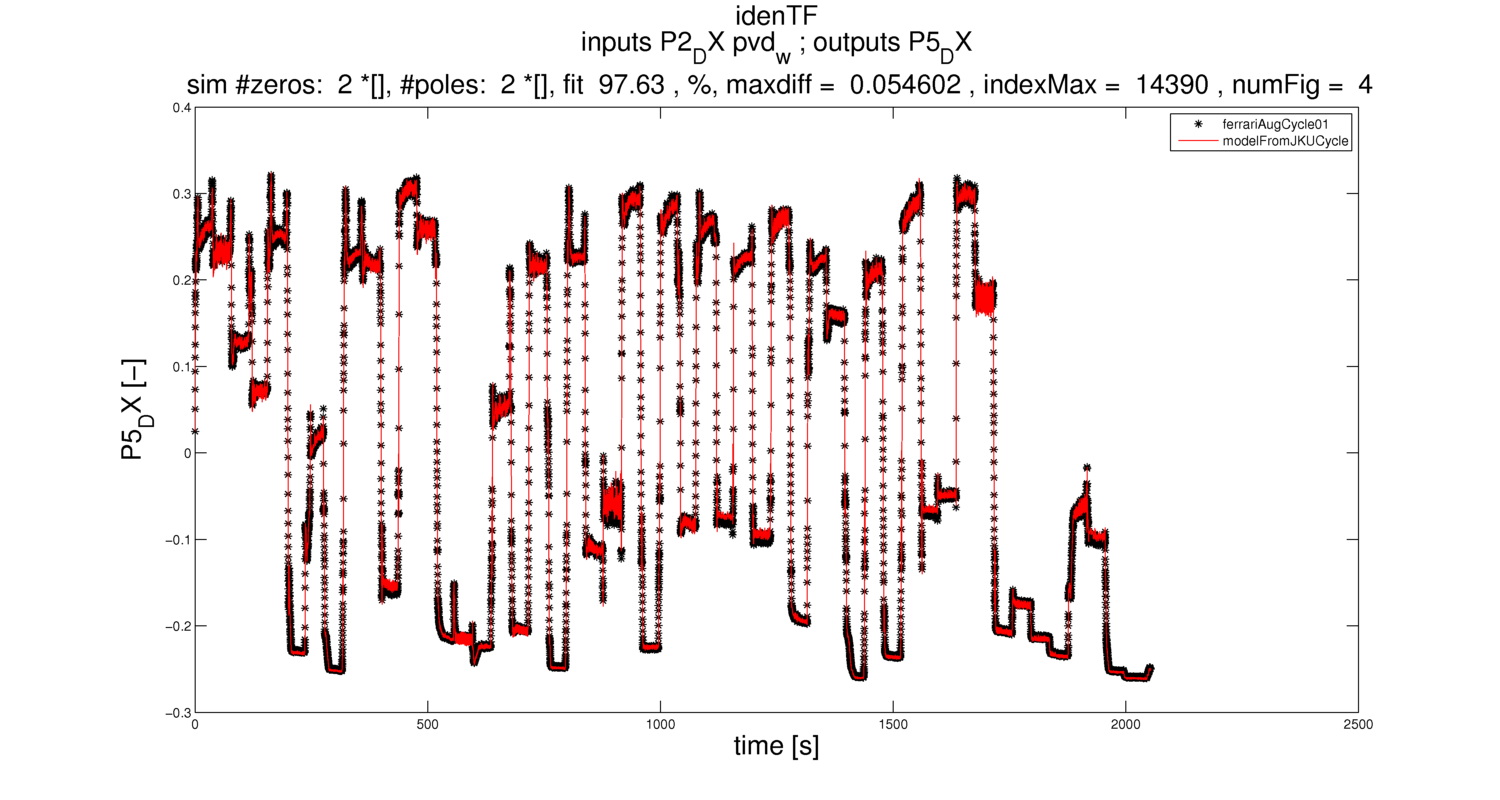 idenTF
inputs P2_DX pvd_w ; outputs P5_DX
sim #zeros:  2 *[], #poles:  2 *[], fit  97.63 , %, maxdiff =  0.054602 , indexMax =  14390 , numFig =  4
ferrariAugCycle01
modelFromJKUCycle
P5_DX [−]
0.4
0.3
0.2
0.1
0
−0.1
−0.2
−0.3
0 500 1000 1500 2000 2500
time [s]